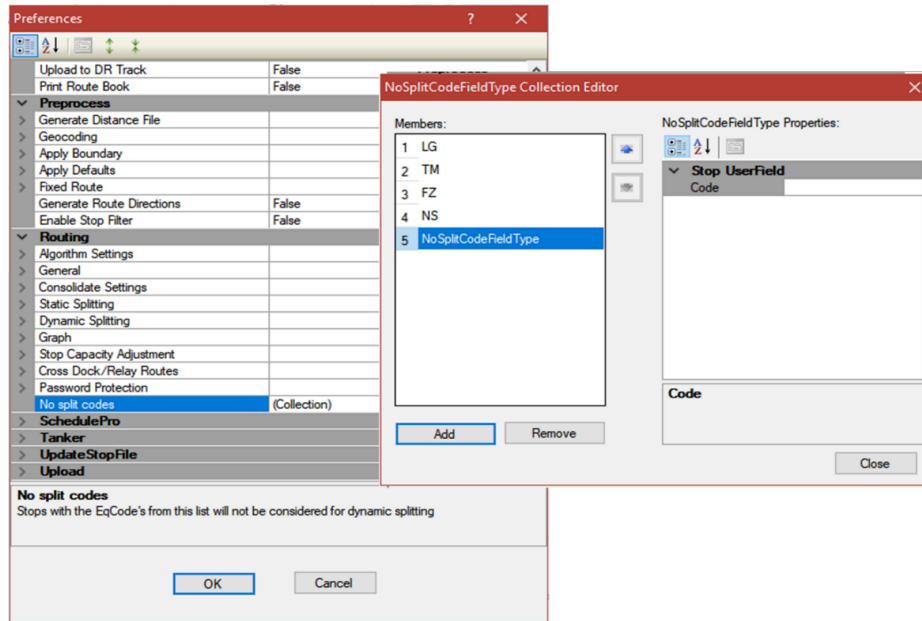 Preferences ?
Upload to DR Track False
Print Route Book False
Preprocess
Generate Distance File
Geocoding
Apply Boundary
Apply Defaults
Fixed Route
Generate Route Directions False
Enable Stop Filter False
Routing
Algorithm Settings
General
Consolidate Settings
Static Splitting
Dynamic Splitting
Graph
Stop Capacity Adjustment
Cross Dock/Relay Routes
Password Protection
No split codes (Collection)
SchedulePro
Tanker
UpdateStopFile
Upload
No split codes
Stops with the EqCode's from this list will not be considered for dynamic splitting
OK Cancel
NoSplitCodeFieldType Collection Editor
Members:
1 LG
2 TM
3 FZ
4 NS
5 NoSplitCodeFieldType
Add Remove
NoSplitCodeFieldType Properties:
Stop UserField
Code
Code
Close